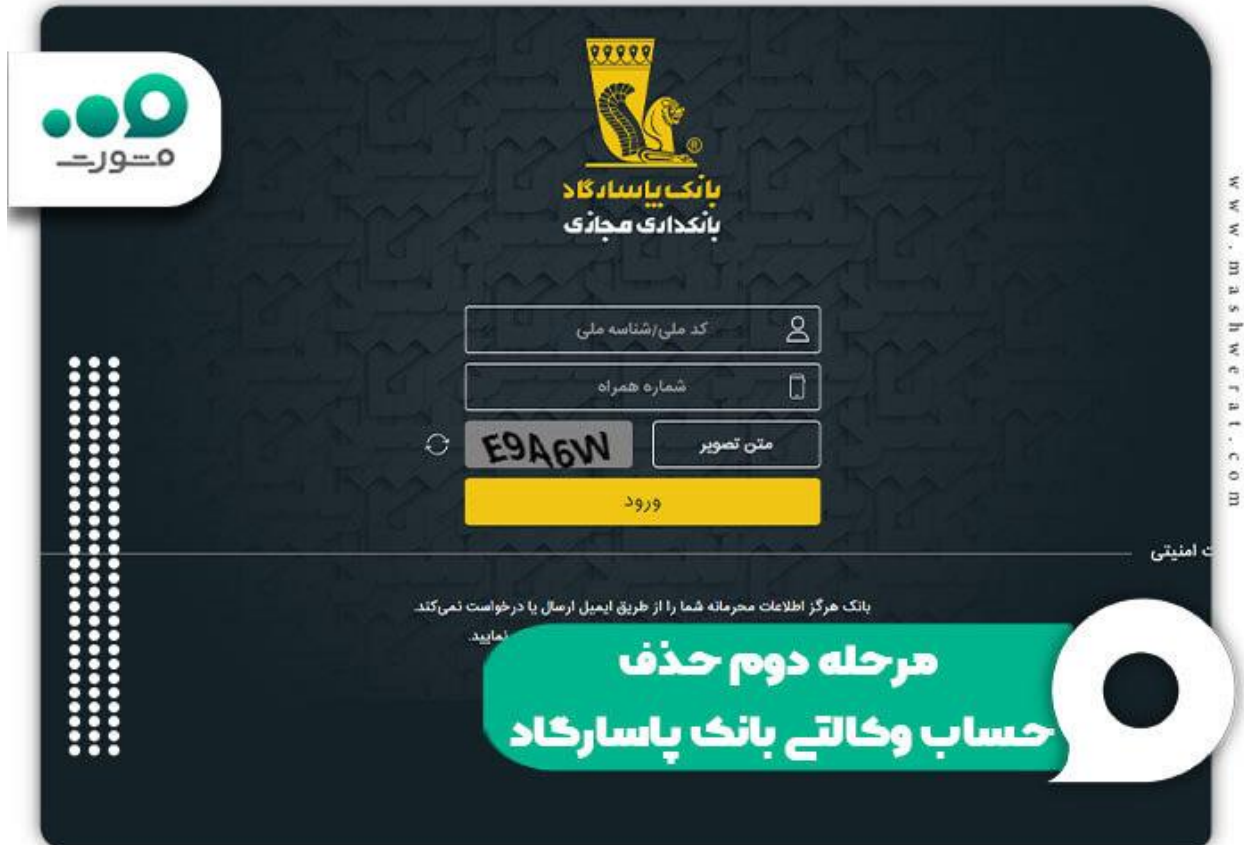 مشورت
بانک پاسارگاد
بانکداری مجازی
کد ملی/شناسه ملی
شماره همراه
متن تصویر
E9A6W
ورود
ت امنیتی
بانک هرگز اطلاعات محرمانه شما را از طریق ایمیل ارسال یا درخواست نمی‌کند.
نمایید.
مرحله دوم حذف
حساب وکالتی بانک پاسارگاد
www.mashwerat.com